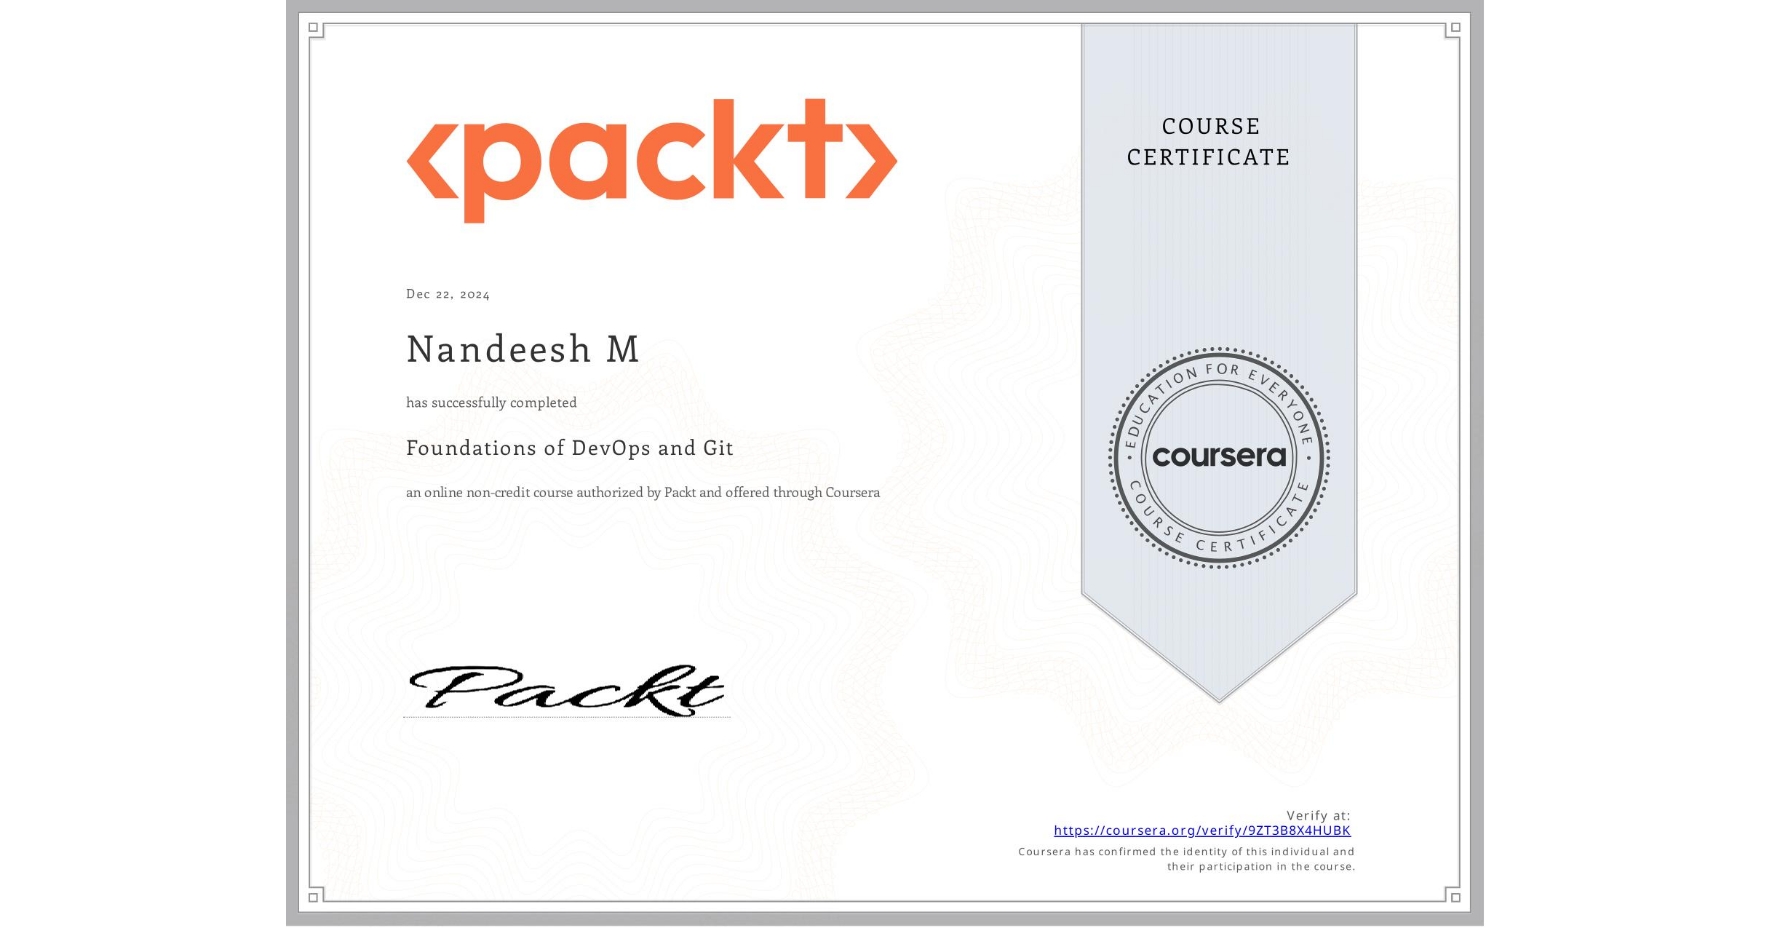 <packt>
COURSE
CERTIFICATE
Dec 22, 2024
Nandeesh M
has successfully completed
Foundations of DevOps and Git
an online non-credit course authorized by Packt and offered through Coursera
EDUCATION FOR EVERYONE
coursera
COURSE CERTIFICATE
Packt
Verify at:
https://coursera.org/verify/9ZT3B8X4HUBK
Coursera has confirmed the identity of this individual and
their participation in the course.